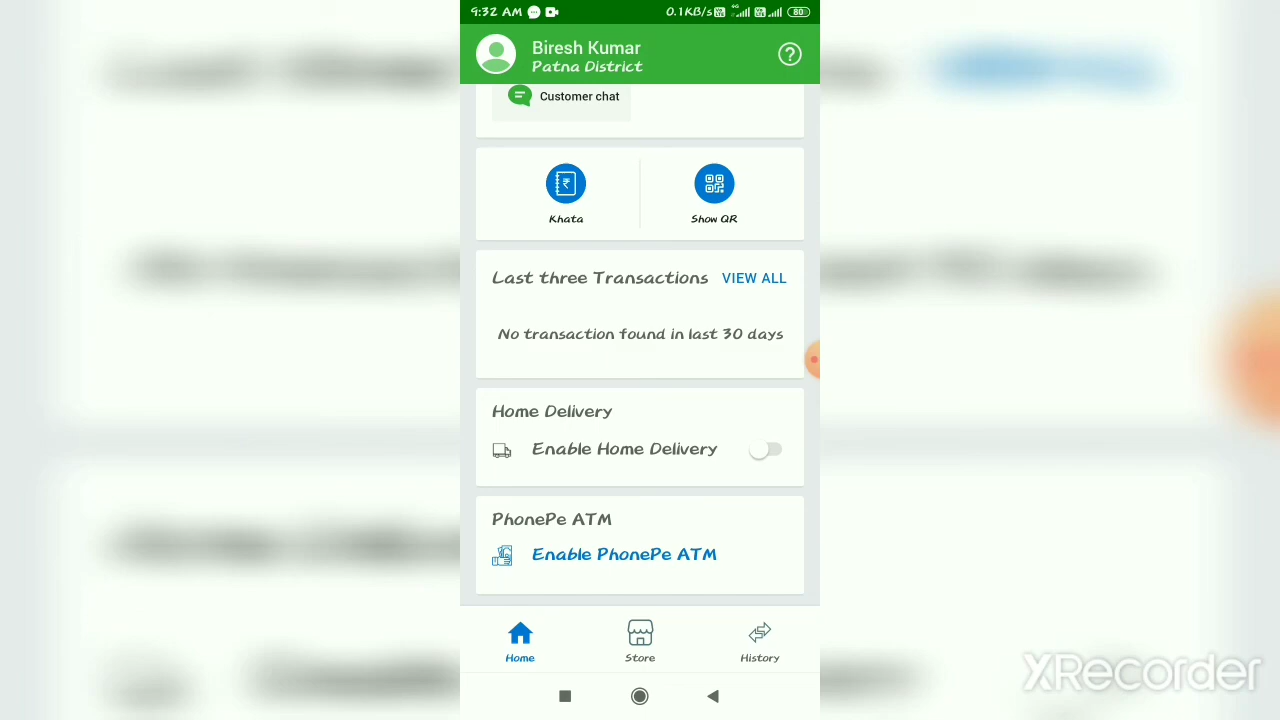 9:32 AM
0.1KB/s
4G
80
Biresh Kumar
Patna District
Customer chat
Khata
Show QR
Last three Transactions
VIEW ALL
No transaction found in last 30 days
Home Delivery
Enable Home Delivery
PhonePe ATM
Enable PhonePe ATM
Home
Store
History
XRecorder